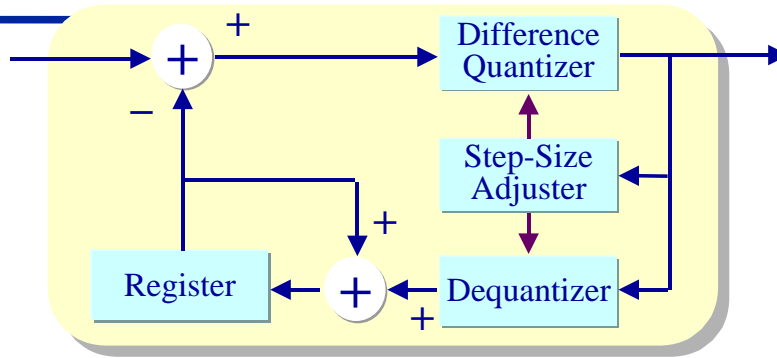 +
+
Difference
Quantizer
−
Step-Size
Adjuster
+
Register
+
Dequantizer
+